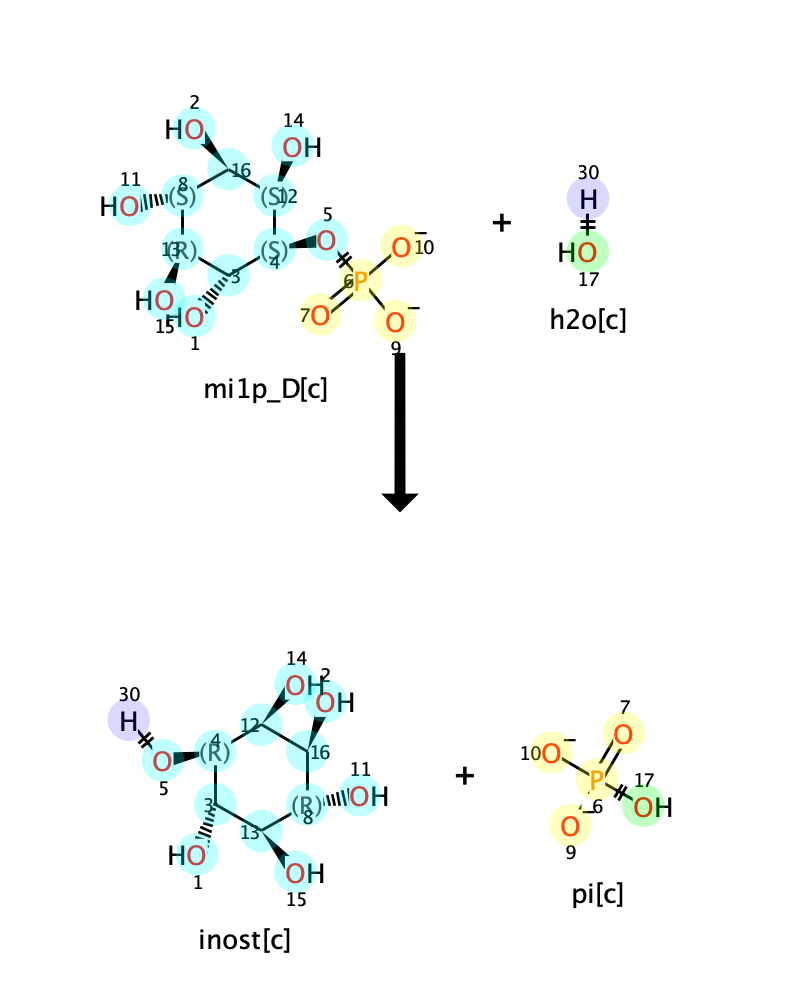 2
HO
14
OH
16
11
HO
8
(S)
(S)
12
30
H
5
O
O
−
10
+
13
(R)
(S)
4
HO
17
6
P
3
HO
15
HO
1
7
O
O
−
9
h2o[c]
mi1p_D[c]
14
OH
2
OH
30
H
12
7
O
4
(R)
16
O
5
10
O
−
11
OH
+
P
17
OH
3
(R)
8
−
6
13
O
9
HO
1
OH
15
pi[c]
inost[c]